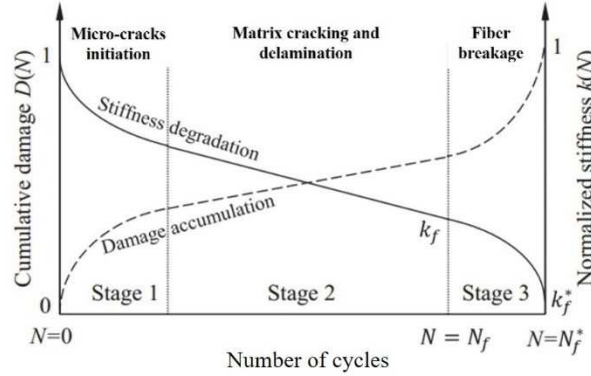 Micro-cracks
initiation
Matrix cracking and
delamination
Fiber
breakage
1
1
Cumulative damage D(N)
Normalized stiffness k(N)
Stiffness degradation
Damage accumulation
k_f
Stage 1
Stage 2
Stage 3
0
k_f^*
N=0
N = N_f
N=N_f^*
Number of cycles